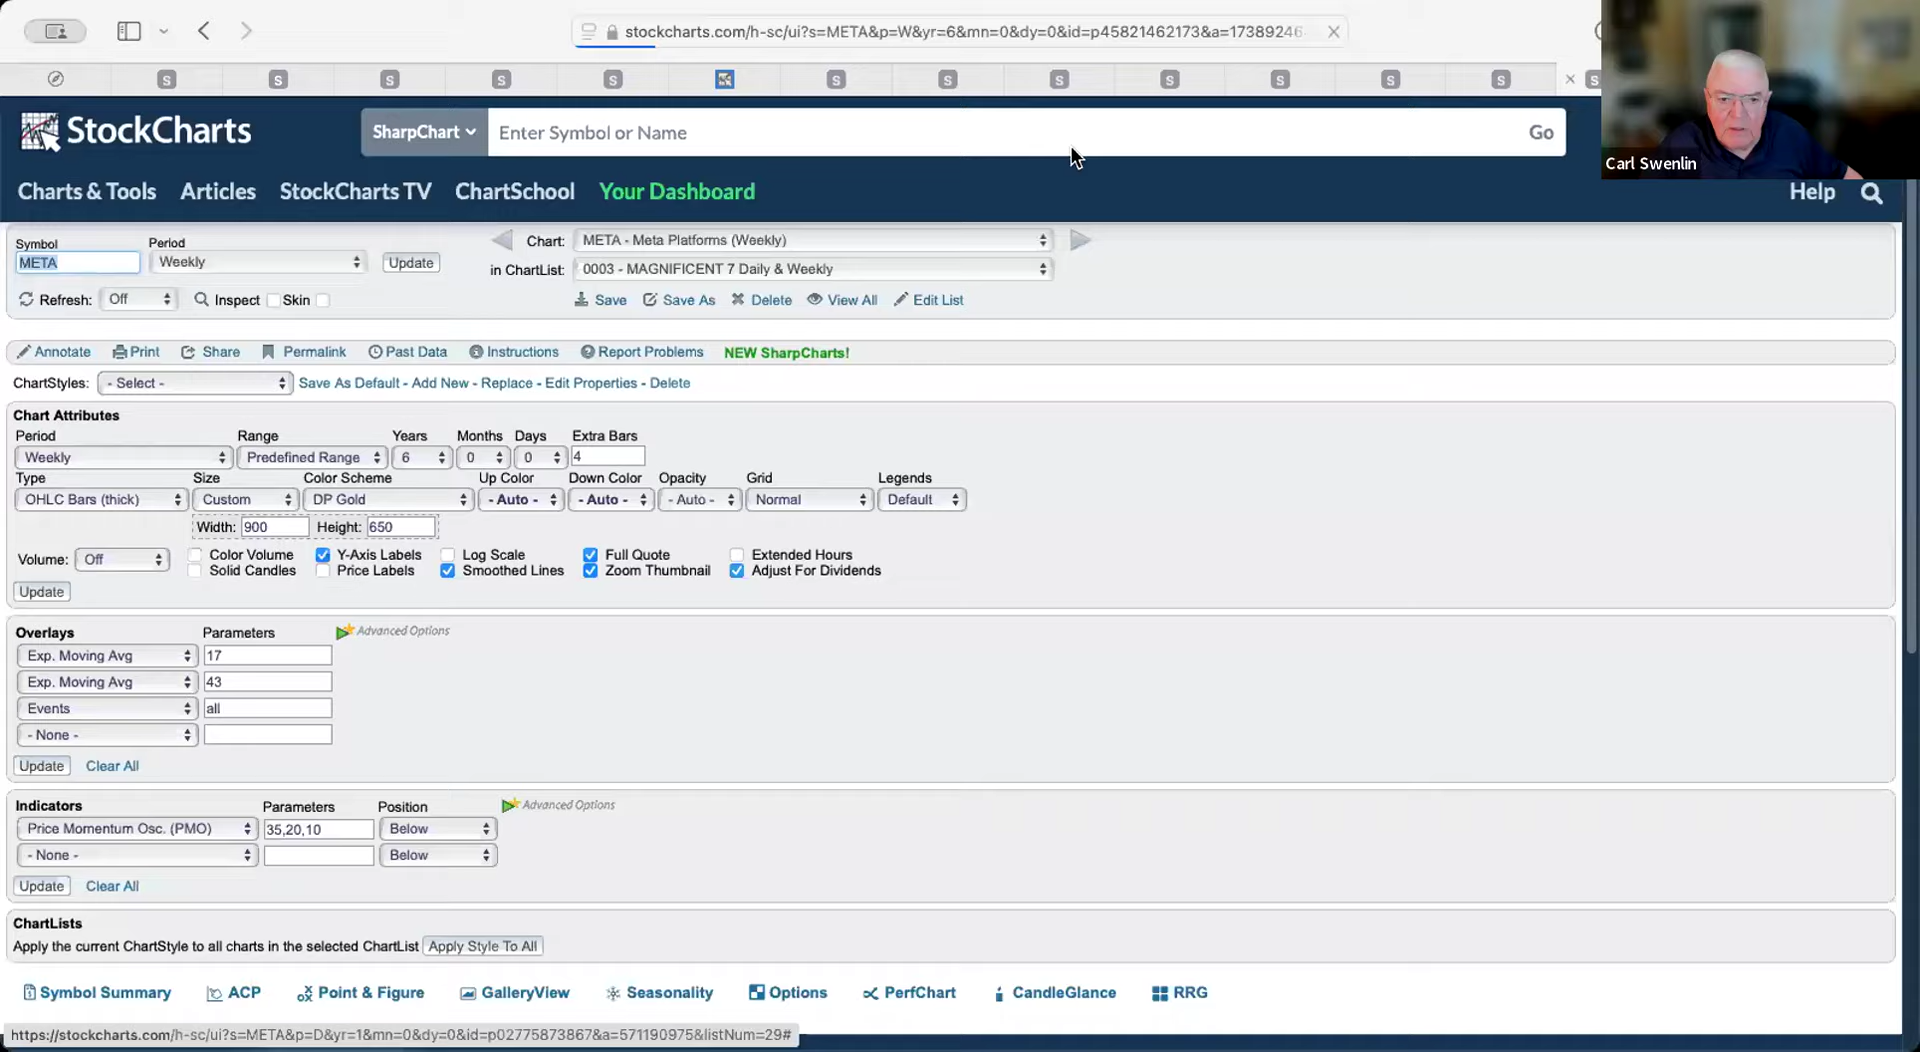 stockcharts.com/h-sc/ui?s=META&p=W&yr=6&mn=0&dy=0&id=p45821462173&a=17389246
S S S S S S S S S S S S S
StockCharts
SharpChart Enter Symbol or Name Go
Carl Swenlin
Charts & Tools Articles StockCharts TV ChartSchool Your Dashboard Help
Symbol Period
META Weekly Update
Chart: META - Meta Platforms (Weekly)
in ChartList: 0003 - MAGNIFICENT 7 Daily & Weekly
Refresh: Off Inspect Skin
Save Save As Delete View All Edit List
Annotate Print Share Permalink Past Data Instructions Report Problems NEW SharpCharts!
ChartStyles: - Select - Save As Default - Add New - Replace - Edit Properties - Delete
Chart Attributes
Period Range Years Months Days Extra Bars
Weekly Predefined Range 6 0 0 4
Type Size Color Scheme Up Color Down Color Opacity Grid Legends
OHLC Bars (thick) Custom DP Gold - Auto - - Auto - - Auto - Normal Default
Width: 900 Height: 650
Volume: Off Color Volume Y-Axis Labels Log Scale Full Quote Extended Hours
Solid Candles Price Labels Smoothed Lines Zoom Thumbnail Adjust For Dividends
Update
Overlays Parameters Advanced Options
Exp. Moving Avg 17
Exp. Moving Avg 43
Events all
- None -
Update Clear All
Indicators Parameters Position Advanced Options
Price Momentum Osc. (PMO) 35,20,10 Below
- None - Below
Update Clear All
ChartLists
Apply the current ChartStyle to all charts in the selected ChartList Apply Style To All
Symbol Summary ACP Point & Figure GalleryView Seasonality Options PerfChart CandleGlance RRG
https://stockcharts.com/h-sc/ui?s=META&p=D&yr=1&mn=0&dy=0&id=p02775873867&a=571190975&listNum=29#